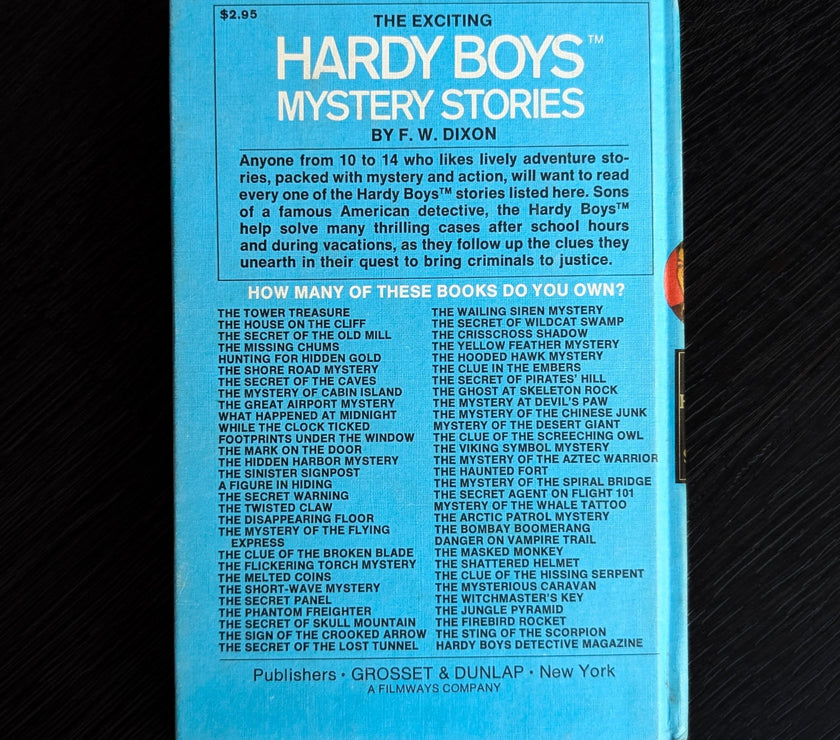 $2.95
THE EXCITING
HARDY BOYS™
MYSTERY STORIES
BY F. W. DIXON
Anyone from 10 to 14 who likes lively adventure sto-
ries, packed with mystery and action, will want to read
every one of the Hardy Boys™ stories listed here. Sons
of a famous American detective, the Hardy Boys™
help solve many thrilling cases after school hours
and during vacations, as they follow up the clues they
unearth in their quest to bring criminals to justice.
HOW MANY OF THESE BOOKS DO YOU OWN?
THE TOWER TREASURE
THE HOUSE ON THE CLIFF
THE SECRET OF THE OLD MILL
THE MISSING CHUMS
HUNTING FOR HIDDEN GOLD
THE SHORE ROAD MYSTERY
THE SECRET OF THE CAVES
THE MYSTERY OF CABIN ISLAND
THE GREAT AIRPORT MYSTERY
WHAT HAPPENED AT MIDNIGHT
WHILE THE CLOCK TICKED
FOOTPRINTS UNDER THE WINDOW
THE MARK ON THE DOOR
THE HIDDEN HARBOR MYSTERY
THE SINISTER SIGNPOST
A FIGURE IN HIDING
THE SECRET WARNING
THE TWISTED CLAW
THE DISAPPEARING FLOOR
THE MYSTERY OF THE FLYING
EXPRESS
THE CLUE OF THE BROKEN BLADE
THE FLICKERING TORCH MYSTERY
THE MELTED COINS
THE SHORT-WAVE MYSTERY
THE SECRET PANEL
THE PHANTOM FREIGHTER
THE SECRET OF SKULL MOUNTAIN
THE SIGN OF THE CROOKED ARROW
THE SECRET OF THE LOST TUNNEL
THE WAILING SIREN MYSTERY
THE SECRET OF WILDCAT SWAMP
THE CRISSCROSS SHADOW
THE YELLOW FEATHER MYSTERY
THE HOODED HAWK MYSTERY
THE CLUE IN THE EMBERS
THE SECRET OF PIRATES' HILL
THE GHOST AT SKELETON ROCK
THE MYSTERY AT DEVIL'S PAW
THE MYSTERY OF THE CHINESE JUNK
MYSTERY OF THE DESERT GIANT
THE CLUE OF THE SCREECHING OWL
THE VIKING SYMBOL MYSTERY
THE MYSTERY OF THE AZTEC WARRIOR
THE HAUNTED FORT
THE MYSTERY OF THE SPIRAL BRIDGE
THE SECRET AGENT ON FLIGHT 101
MYSTERY OF THE WHALE TATTOO
THE ARCTIC PATROL MYSTERY
THE BOMBAY BOOMERANG
DANGER ON VAMPIRE TRAIL
THE MASKED MONKEY
THE SHATTERED HELMET
THE CLUE OF THE HISSING SERPENT
THE MYSTERIOUS CARAVAN
THE WITCHMASTER'S KEY
THE JUNGLE PYRAMID
THE FIREBIRD ROCKET
THE STING OF THE SCORPION
HARDY BOYS DETECTIVE MAGAZINE
Publishers · GROSSET & DUNLAP · New York
A FILMWAYS COMPANY